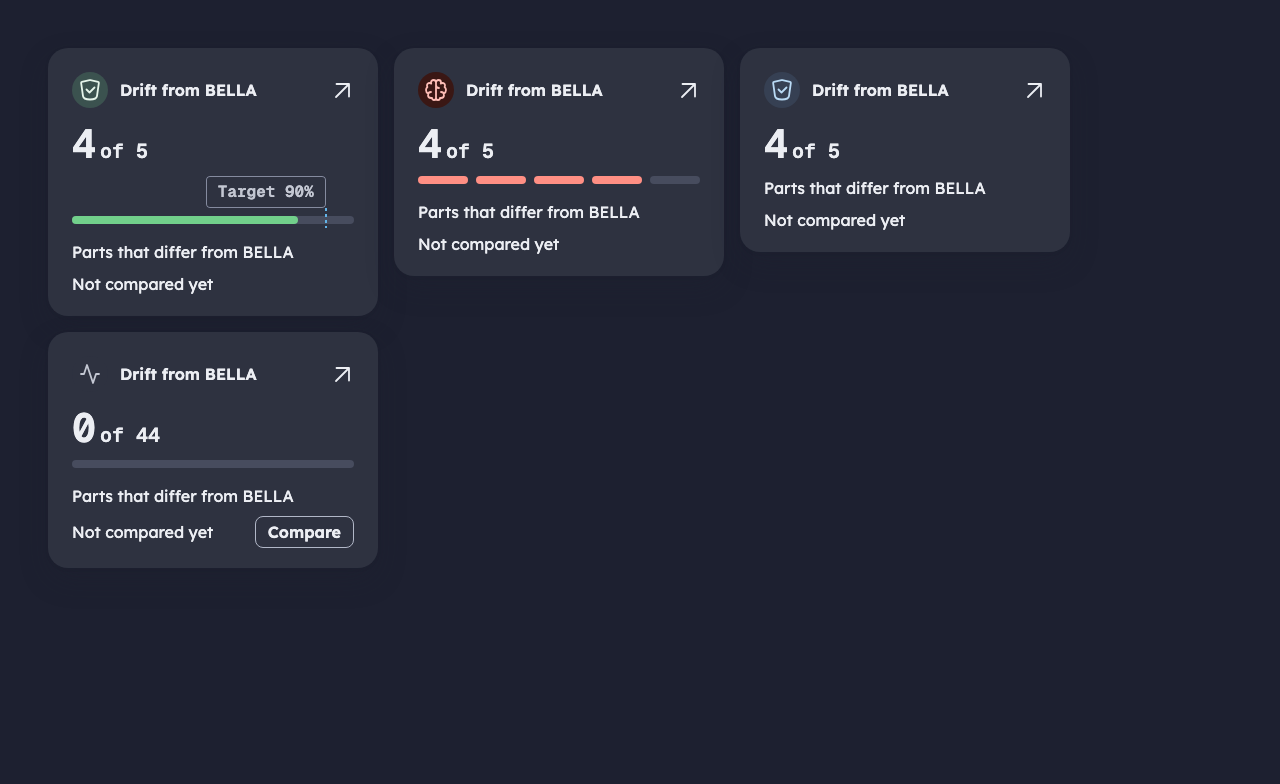 Drift from BELLA
4 of 5
Target 90%
Parts that differ from BELLA
Not compared yet
Drift from BELLA
4 of 5
Parts that differ from BELLA
Not compared yet
Drift from BELLA
4 of 5
Parts that differ from BELLA
Not compared yet
Drift from BELLA
0 of 44
Parts that differ from BELLA
Not compared yet Compare